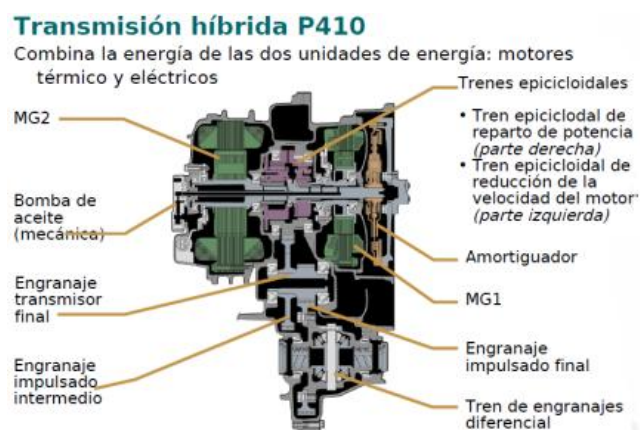 Transmisión híbrida P410
Combina la energía de las dos unidades de energía: motores
térmico y eléctricos
MG2
Bomba de
aceite
(mecánica)
Engranaje
transmisor
final
Engranaje
impulsado
intermedio
Trenes epicicloidales
• Tren epiciclodal de
reparto de potencia
(parte derecha)
• Tren epicicloidal de
reducción de la
velocidad del motor
(parte izquierda)
Amortiguador
MG1
Engranaje
impulsado final
Tren de engranajes
diferencial